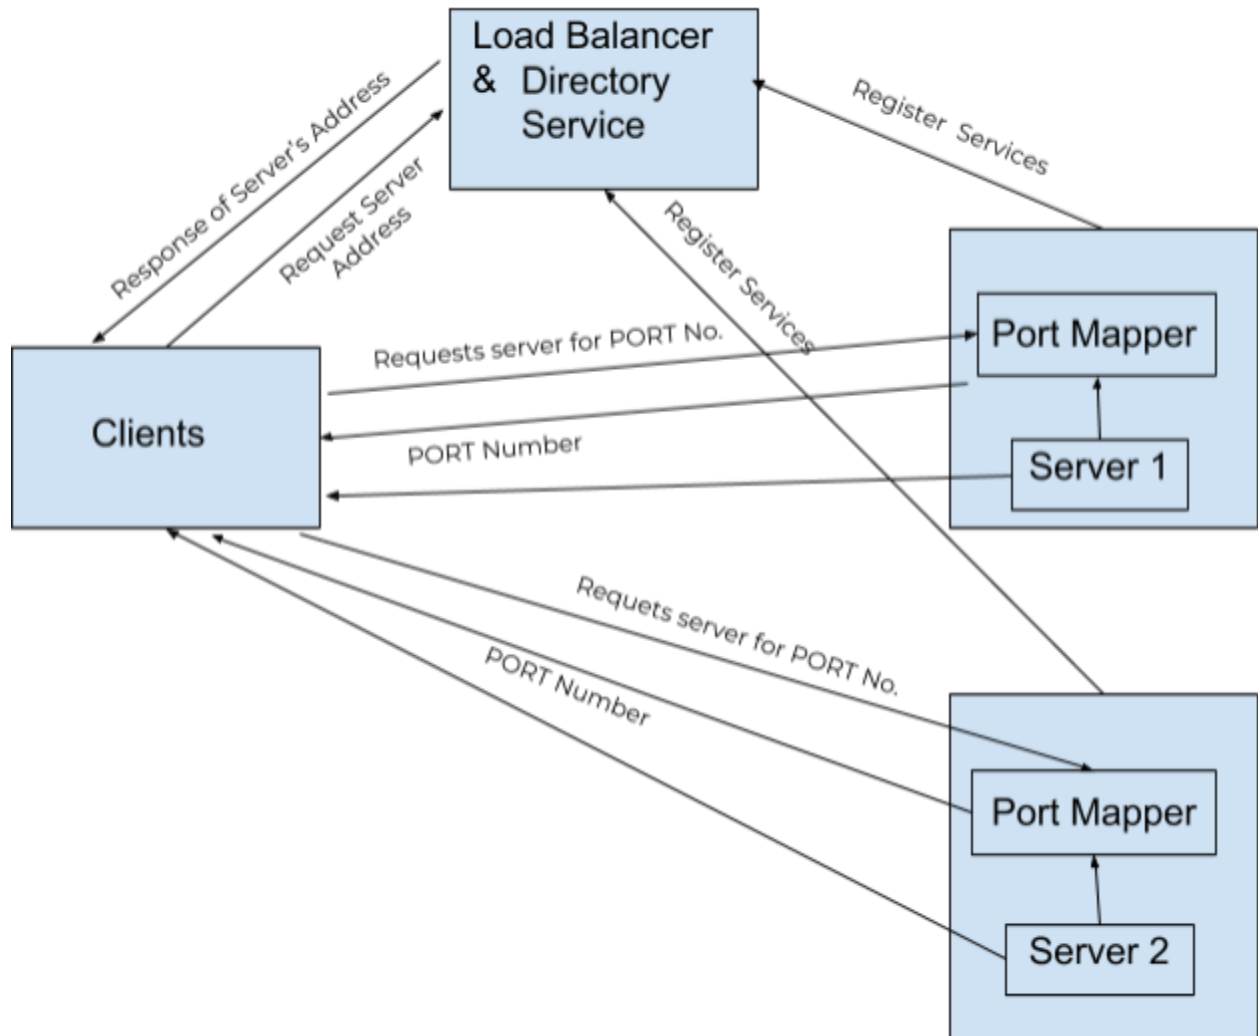 Load Balancer
& Directory
Service
Register Services
Response of Server's Address
Request Server
Address
Register Services
Requests server for PORT No.
Port Mapper
Clients
PORT Number
Server 1
Requets server for PORT No.
PORT Number
Port Mapper
Server 2